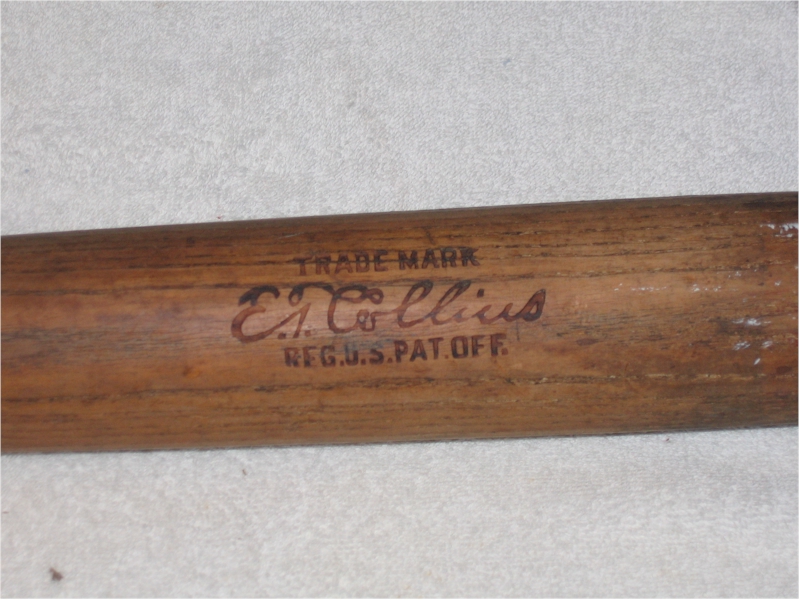 TRADE MARK
E.T. Collins
REG.U.S.PAT.OFF.